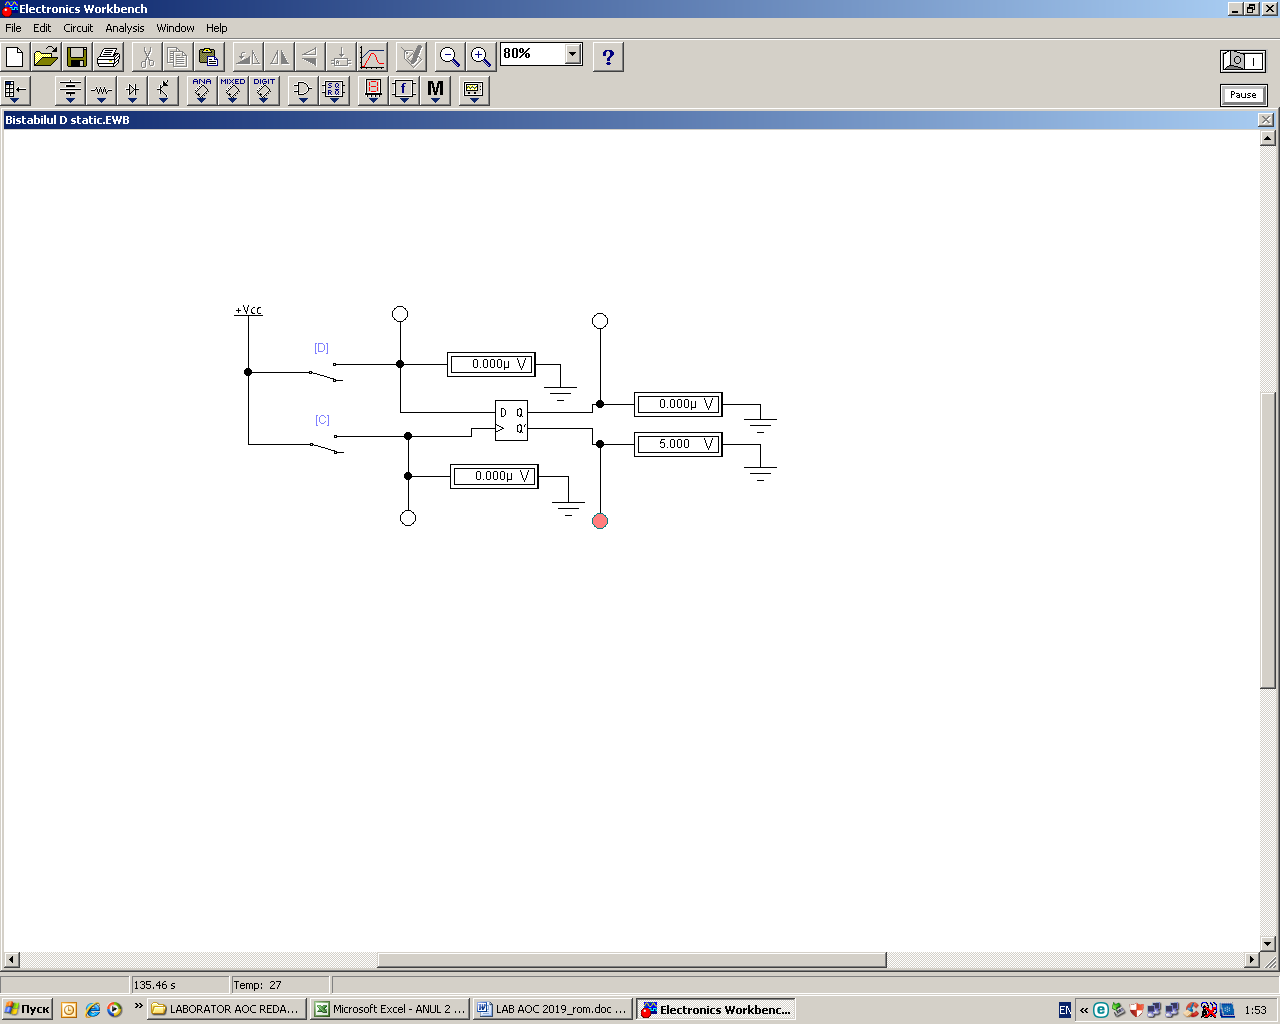 Electronics Workbench
File Edit Circuit Analysis Window Help
80%
?
ANA MIXED DIGIT
f
M
Pause
Bistabilul D static.EWB
+Vcc
[D]
0.000µ V
0.000µ V
D Q
[C]
Q'
5.000 V
0.000µ V
135.46 s
Temp: 27
Пуск
»
LABORATOR AOC REDA...
Microsoft Excel - ANUL 2 ...
LAB AOC 2019_rom.doc ...
Electronics Workbenc...
EN
«
1:53